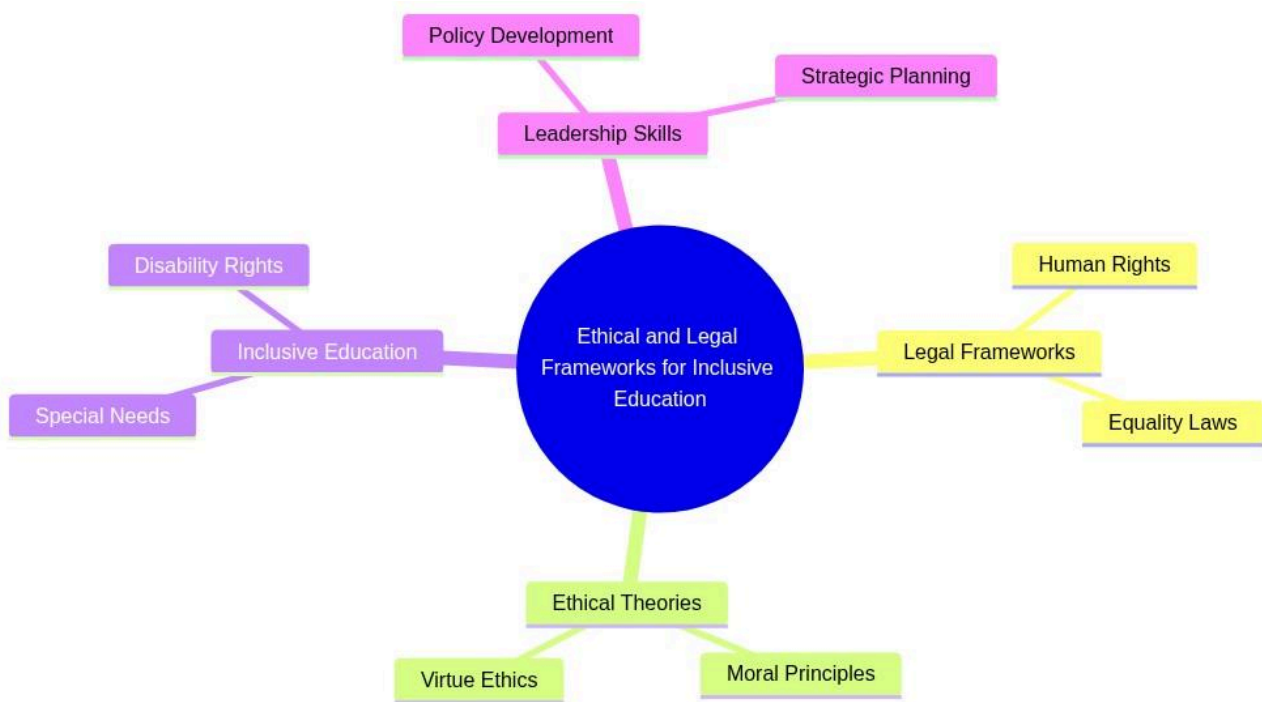 Policy Development
Strategic Planning
Leadership Skills
Disability Rights
Human Rights
Inclusive Education
Ethical and Legal
Frameworks for Inclusive
Education
Legal Frameworks
Special Needs
Equality Laws
Ethical Theories
Virtue Ethics
Moral Principles